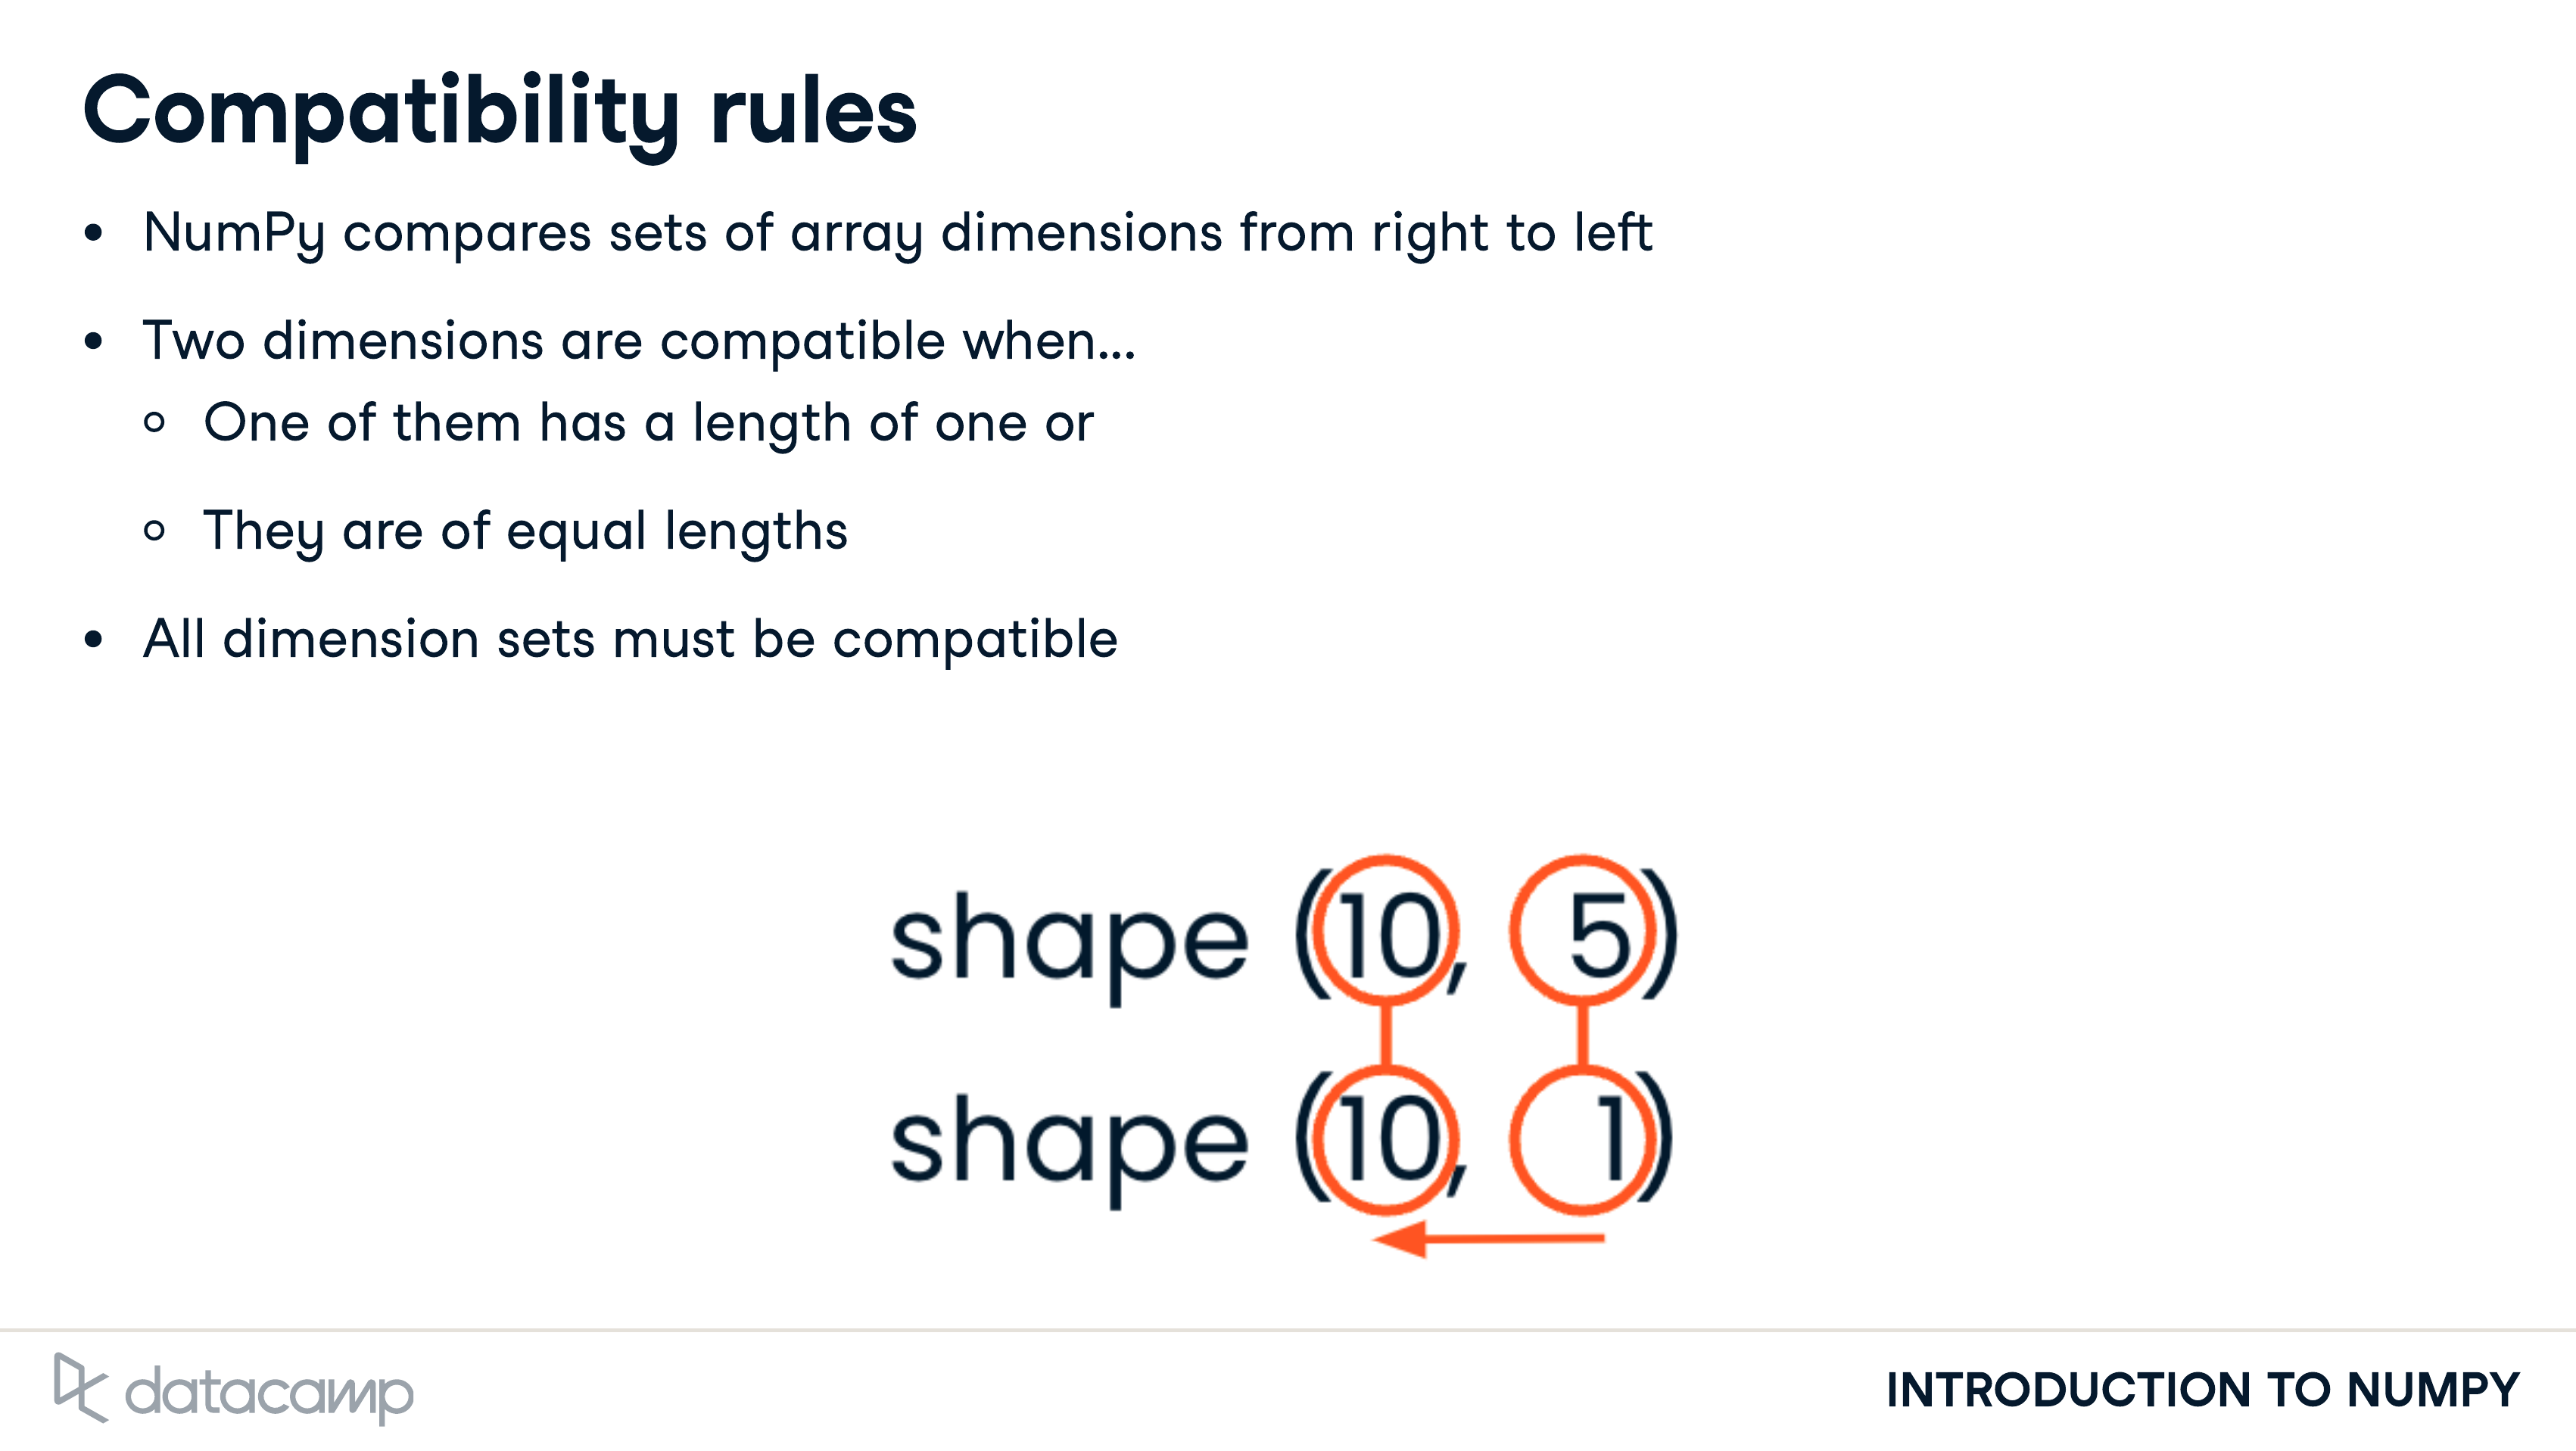 Compatibility rules
• NumPy compares sets of array dimensions from right to left
• Two dimensions are compatible when...
○ One of them has a length of one or
○ They are of equal lengths
• All dimension sets must be compatible
shape (10, 5)
shape (10, 1)
datacamp
INTRODUCTION TO NUMPY